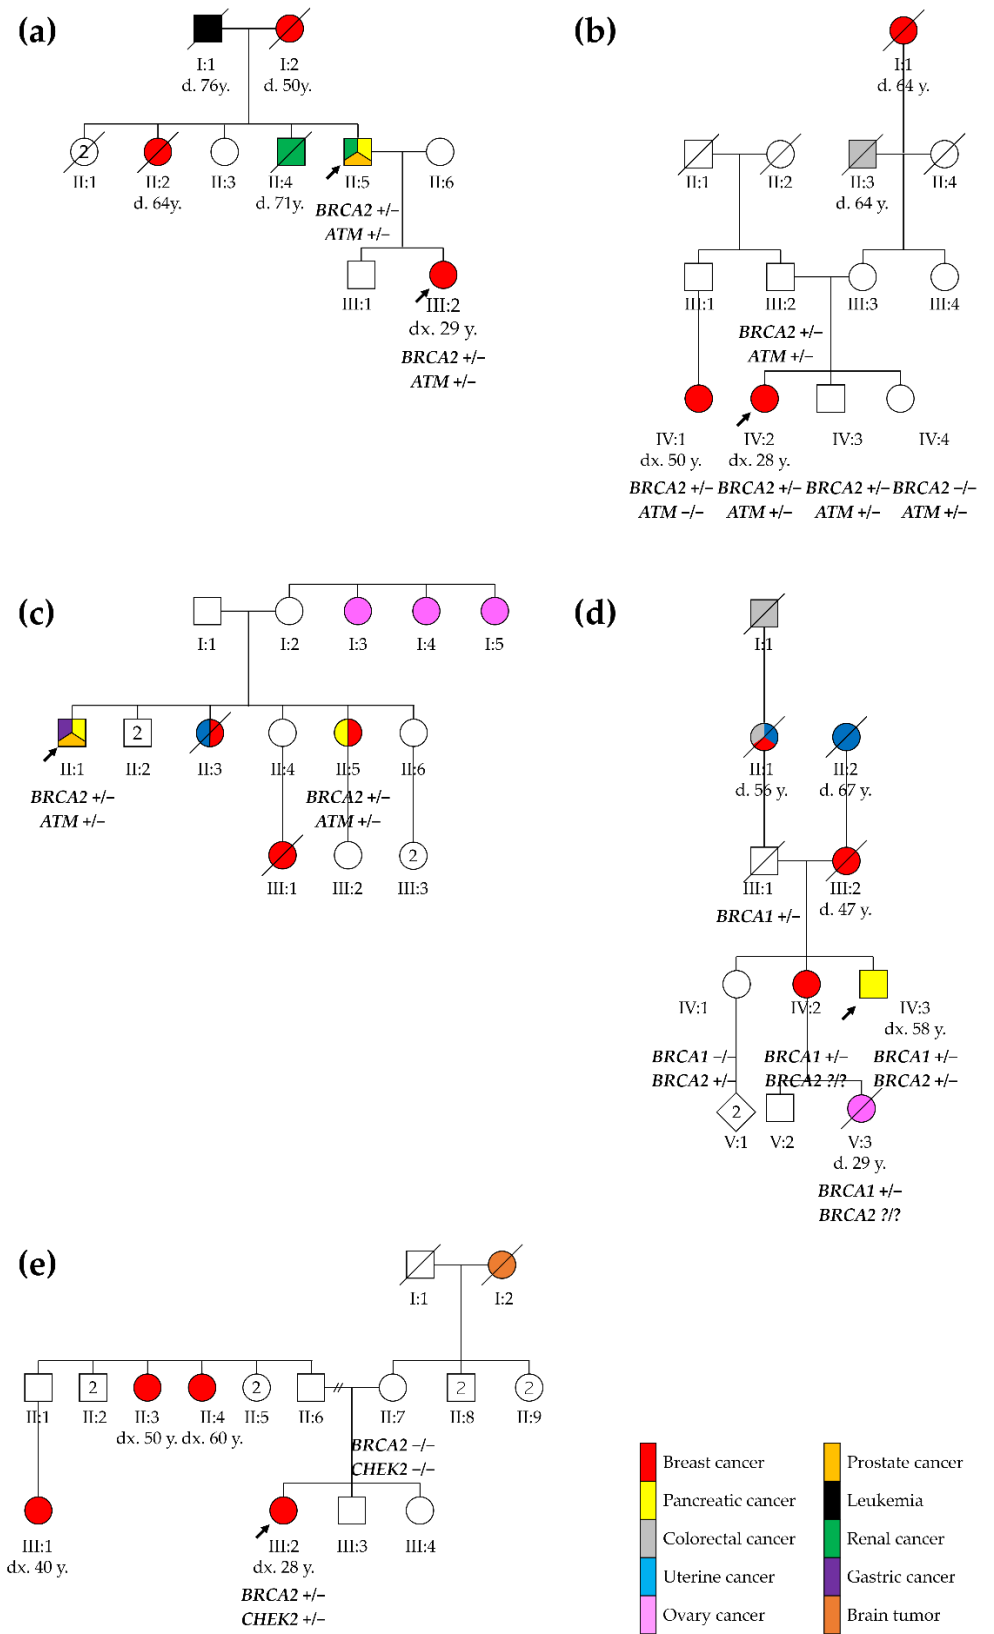 (a)
I:1 I:2
d. 76y. d. 50y.
2
II:1 II:2 II:3 II:4 II:5 II:6
d. 64y. d. 71y.
BRCA2 +/−
ATM +/−
III:1 III:2
dx. 29 y.
BRCA2 +/−
ATM +/−
(b)
I:1
d. 64 y.
II:1 II:2 II:3 II:4
d. 64 y.
III:1 III:2 III:3 III:4
BRCA2 +/−
ATM +/−
IV:1 IV:2 IV:3 IV:4
dx. 50 y. dx. 28 y.
BRCA2 +/− BRCA2 +/− BRCA2 +/− BRCA2 −/−
ATM −/− ATM +/− ATM +/− ATM +/−
(c)
I:1 I:2 I:3 I:4 I:5
2
II:1 II:2 II:3 II:4 II:5 II:6
BRCA2 +/− BRCA2 +/−
ATM +/− ATM +/−
2
III:1 III:2 III:3
(d)
I:1
II:1 II:2
d. 56 y. d. 67 y.
III:1 III:2
d. 47 y.
BRCA1 +/−
IV:1 IV:2 IV:3
dx. 58 y.
BRCA1 −/− BRCA1 +/− BRCA1 +/−
BRCA2 +/− BRCA2 ?/? BRCA2 +/−
2
V:1 V:2 V:3
d. 29 y.
BRCA1 +/−
BRCA2 ?/?
(e)
I:1 I:2
2 2 2 2
II:1 II:2 II:3 II:4 II:5 II:6 II:7 II:8 II:9
dx. 50 y. dx. 60 y.
BRCA2 −/−
CHEK2 −/−
III:1 III:2 III:3 III:4
dx. 40 y. dx. 28 y.
BRCA2 +/−
CHEK2 +/−
Breast cancer
Pancreatic cancer
Colorectal cancer
Uterine cancer
Ovary cancer
Prostate cancer
Leukemia
Renal cancer
Gastric cancer
Brain tumor